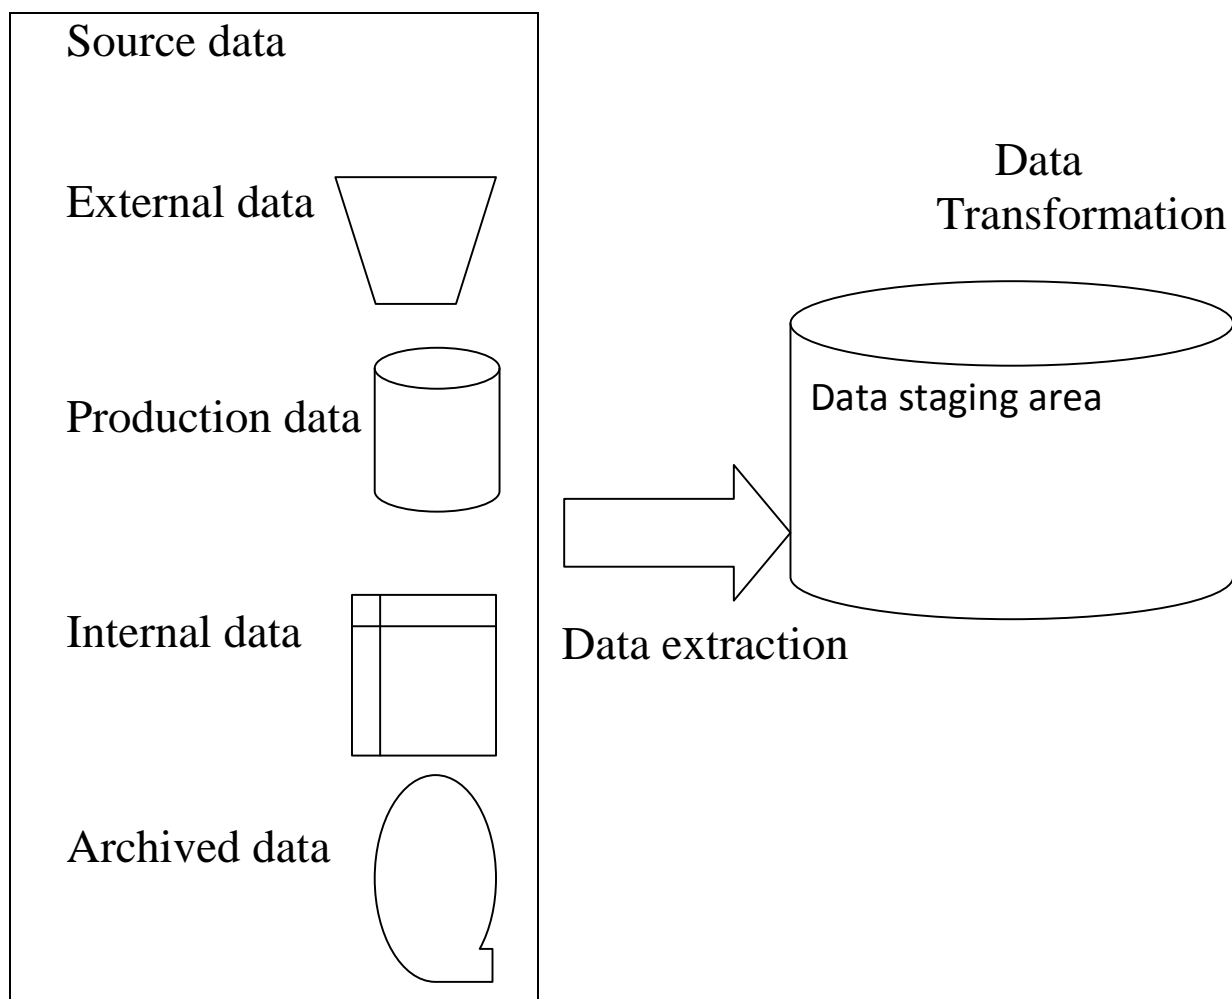 Source data
External data
Production data
Internal data
Archived data
Data extraction
Data
Transformation
Data staging area